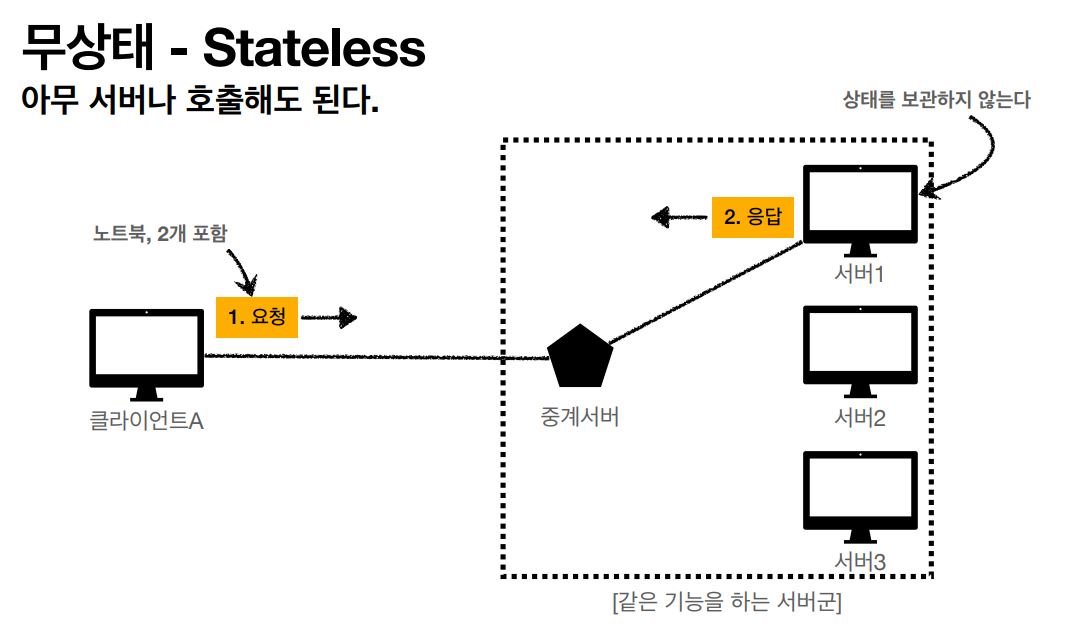 무상태 - Stateless
아무 서버나 호출해도 된다.
상태를 보관하지 않는다
노트북, 2개 포함
1. 요청
2. 응답
클라이언트A
중계서버
서버1
서버2
서버3
[같은 기능을 하는 서버군]